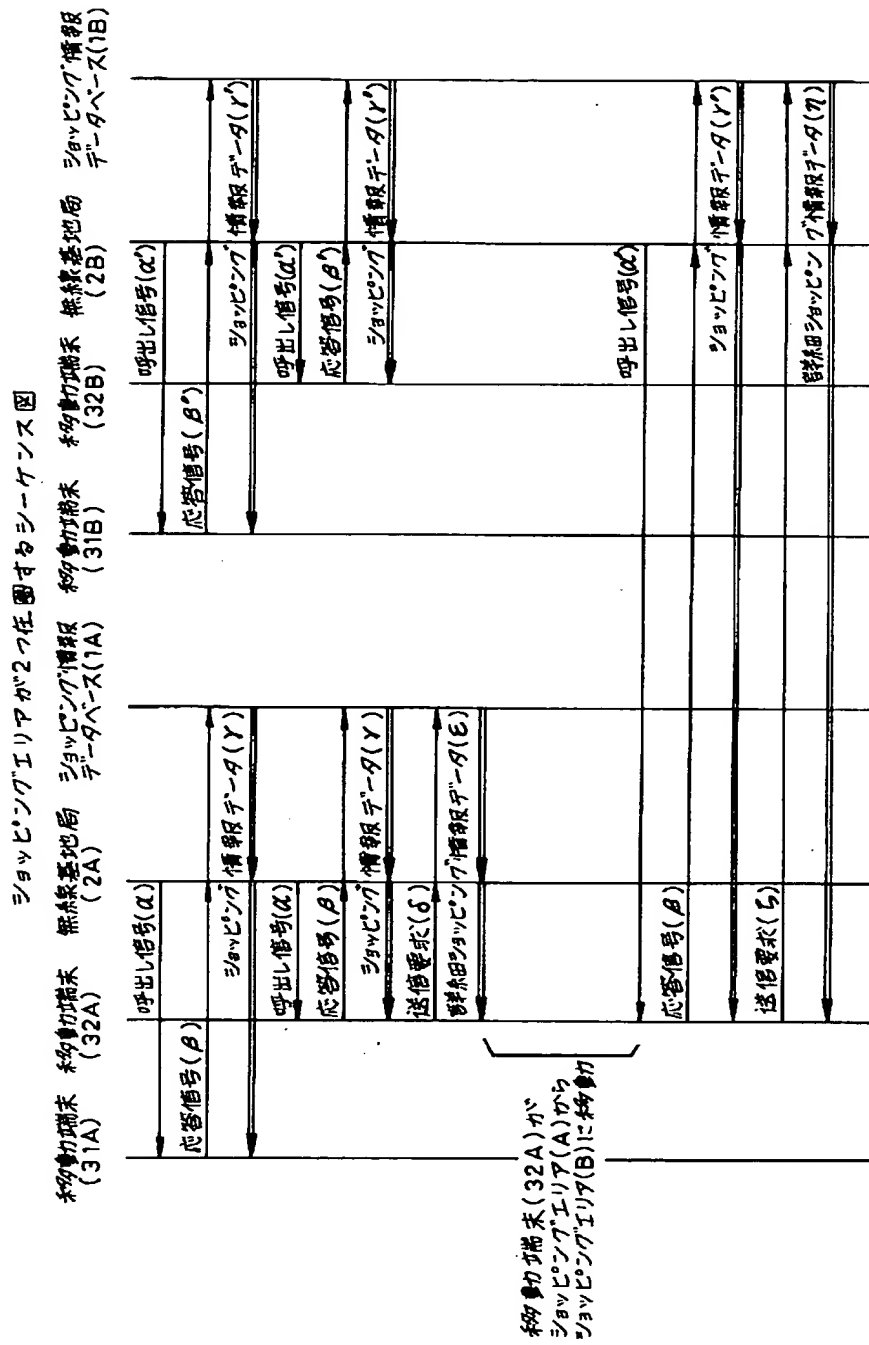 ショッピングエリアが2つ在圏するシーケンス図
移動端末
(31A)
移動端末
(32A)
無線基地局
(2A)
ショッピング情報
データベース(1A)
移動端末
(31B)
移動端末
(32B)
無線基地局
(2B)
ショッピング情報
データベース(1B)
呼出し信号(α)
応答信号(β)
ショッピング情報データ(γ)
呼出し信号(α)
応答信号(β)
ショッピング情報データ(γ)
送信要求(δ)
詳細ショッピング情報データ(ε)
呼出し信号(α')
応答信号(β')
ショッピング情報データ(γ')
呼出し信号(α')
応答信号(β')
ショッピング情報データ(γ')
移動端末(32A)が
ショッピングエリア(A)から
ショッピングエリア(B)に移動
呼出し信号(α')
応答信号(β)
ショッピング情報データ(γ')
送信要求(ζ)
詳細ショッピング情報データ(η)